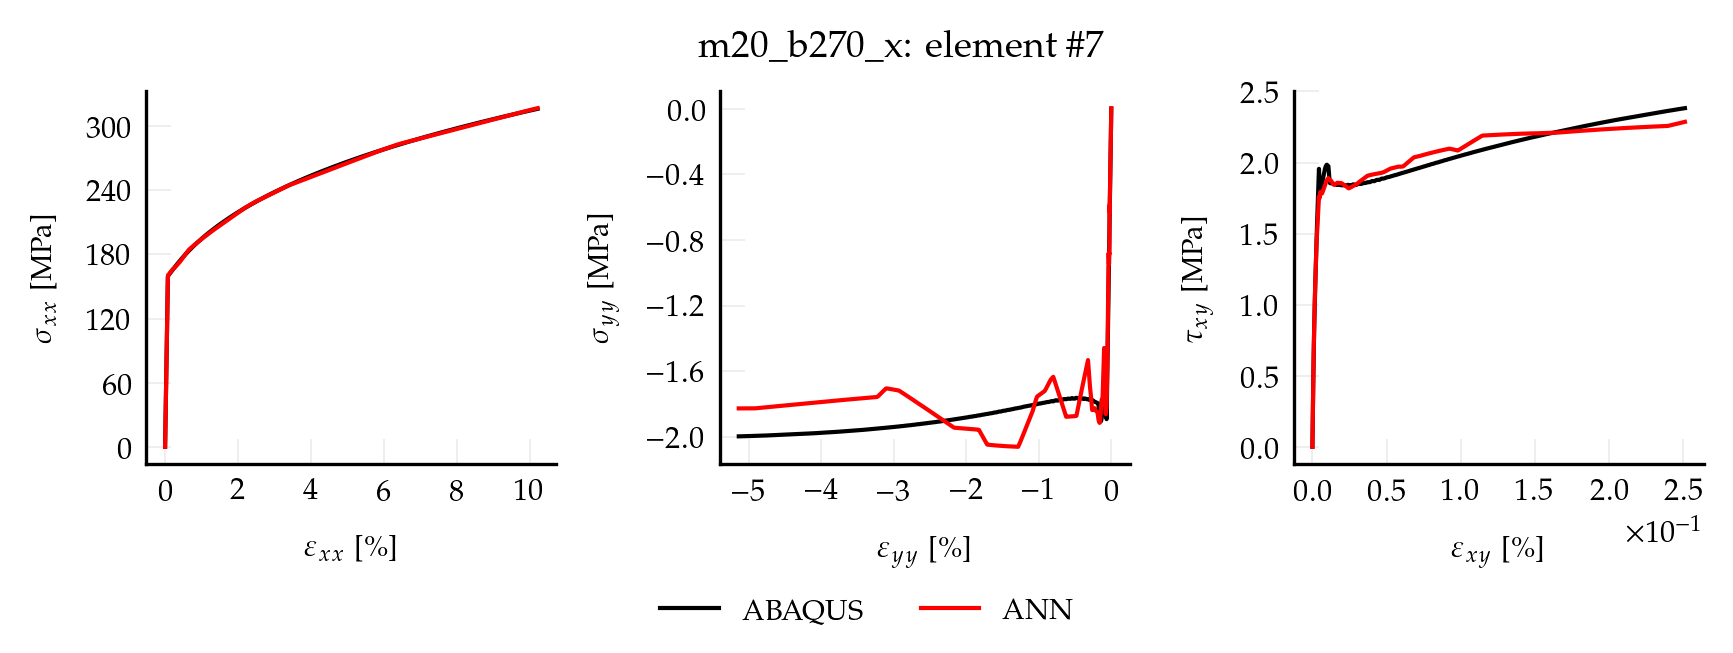 m20_b270_x: element #7
σxx [MPa]
300
240
180
120
60
0
0 2 4 6 8 10
εxx [%]
σyy [MPa]
0.0
−0.4
−0.8
−1.2
−1.6
−2.0
−5 −4 −3 −2 −1 0
εyy [%]
τxy [MPa]
2.5
2.0
1.5
1.0
0.5
0.0
0.0 0.5 1.0 1.5 2.0 2.5
×10⁻¹
εxy [%]
ABAQUS ANN